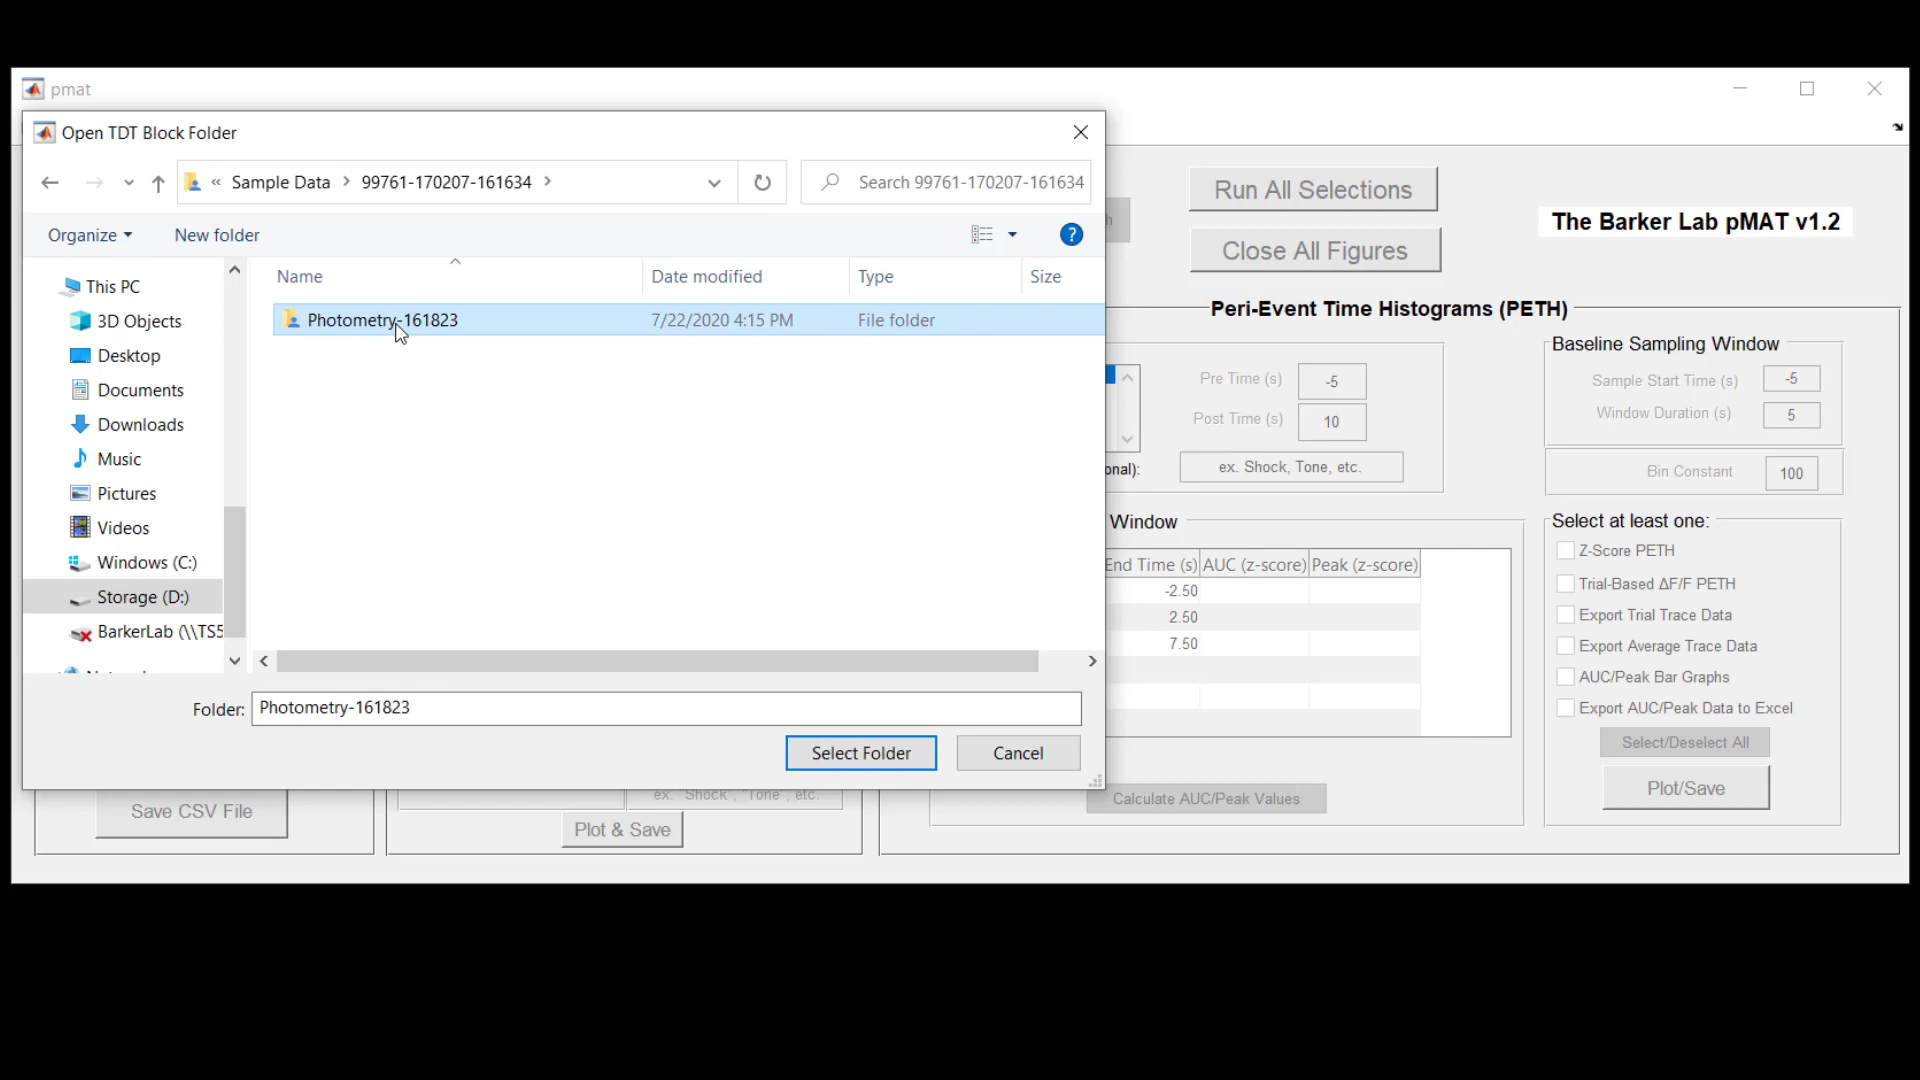 pmat
Open TDT Block Folder
« Sample Data > 99761-170207-161634 >
Search 99761-170207-161634
Organize
New folder
?
Name
Date modified
Type
Size
Photometry-161823
7/22/2020 4:15 PM
File folder
This PC
3D Objects
Desktop
Documents
Downloads
Music
Pictures
Videos
Windows (C:)
Storage (D:)
BarkerLab (\\TS5
Folder:
Photometry-161823
Select Folder
Cancel
Run All Selections
Close All Figures
The Barker Lab pMAT v1.2
Peri-Event Time Histograms (PETH)
Pre Time (s)
-5
Post Time (s)
10
onal):
ex. Shock, Tone, etc.
Baseline Sampling Window
Sample Start Time (s)
-5
Window Duration (s)
5
Bin Constant
100
Window
End Time (s)
AUC (z-score)
Peak (z-score)
-2.50
2.50
7.50
Calculate AUC/Peak Values
Select at least one:
Z-Score PETH
Trial-Based ΔF/F PETH
Export Trial Trace Data
Export Average Trace Data
AUC/Peak Bar Graphs
Export AUC/Peak Data to Excel
Select/Deselect All
Plot/Save
Save CSV File
ex. "Shock", "Tone", etc.
Plot & Save